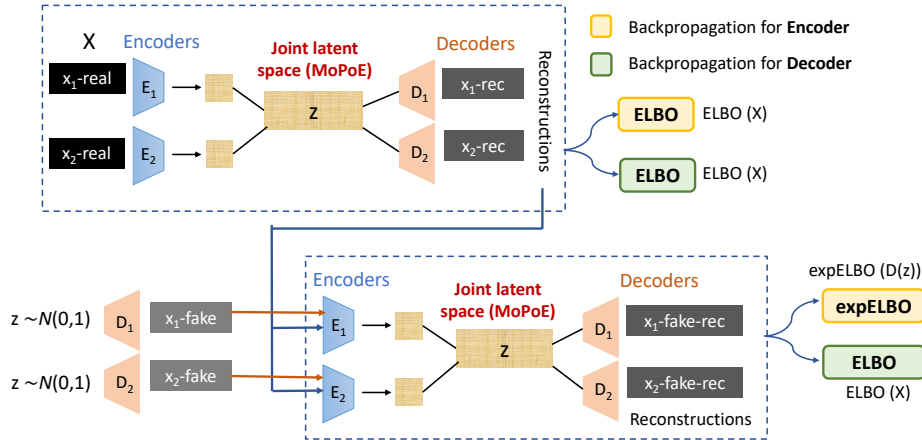 Backpropagation for Encoder
Backpropagation for Decoder
X
Encoders
Joint latent
space (MoPoE)
Decoders
Reconstructions
x₁-real
E₁
z
D₁
x₁-rec
x₂-real
E₂
D₂
x₂-rec
ELBO
ELBO (X)
ELBO
ELBO (X)
Encoders
Joint latent
space (MoPoE)
Decoders
expELBO (D(z))
z ~N(0,1)
D₁
x₁-fake
E₁
z
D₁
x₁-fake-rec
expELBO
z ~N(0,1)
D₂
x₂-fake
E₂
D₂
x₂-fake-rec
ELBO
ELBO (X)
Reconstructions